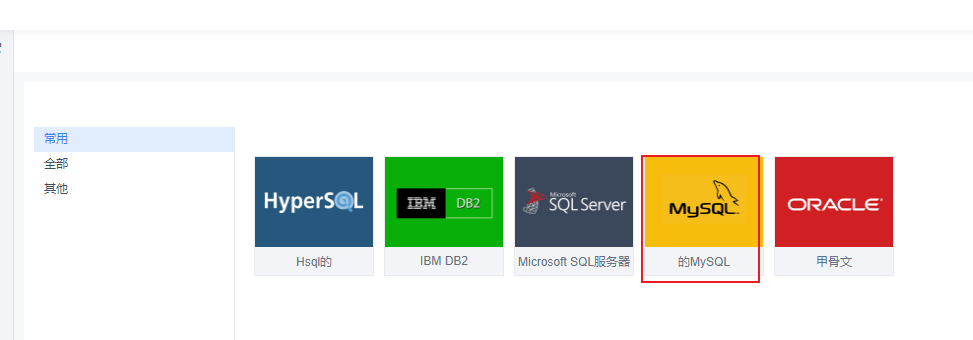 常用
全部
其他
HyperSQL
IBM DB2
Microsoft
SQL Server
MySQL™
ORACLE®
Hsql的
IBM DB2
Microsoft SQL服务器
的MySQL
甲骨文